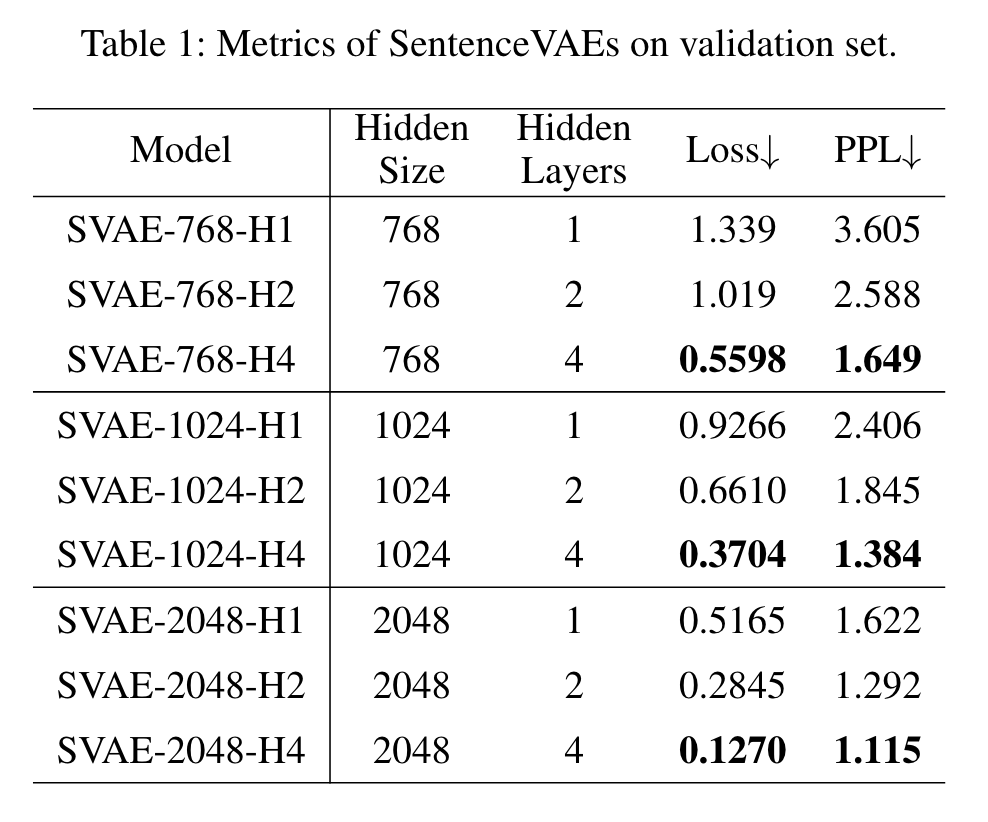 Table 1: Metrics of SentenceVAEs on validation set.
Model Hidden Size Hidden Layers Loss↓ PPL↓
SVAE-768-H1 768 1 1.339 3.605
SVAE-768-H2 768 2 1.019 2.588
SVAE-768-H4 768 4 0.5598 1.649
SVAE-1024-H1 1024 1 0.9266 2.406
SVAE-1024-H2 1024 2 0.6610 1.845
SVAE-1024-H4 1024 4 0.3704 1.384
SVAE-2048-H1 2048 1 0.5165 1.622
SVAE-2048-H2 2048 2 0.2845 1.292
SVAE-2048-H4 2048 4 0.1270 1.115